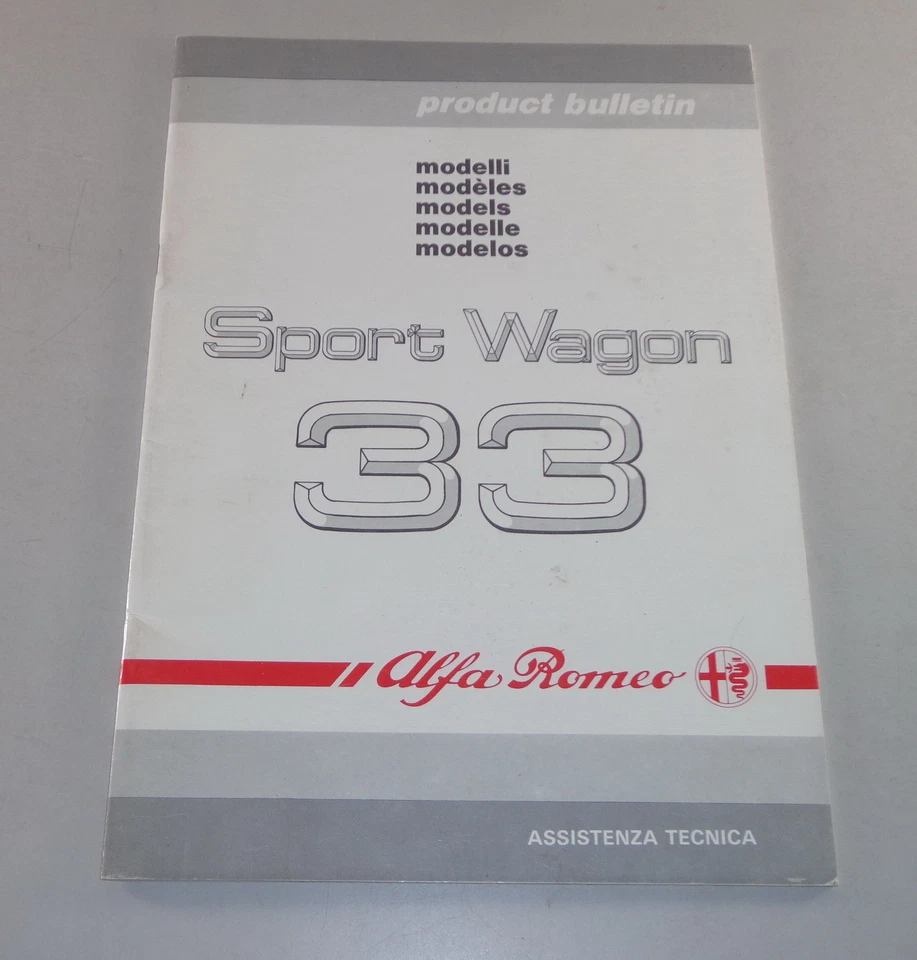 product bulletin
modelli
modèles
models
modelle
modelos
Sport Wagon
33
Alfa Romeo
ASSISTENZA TECNICA